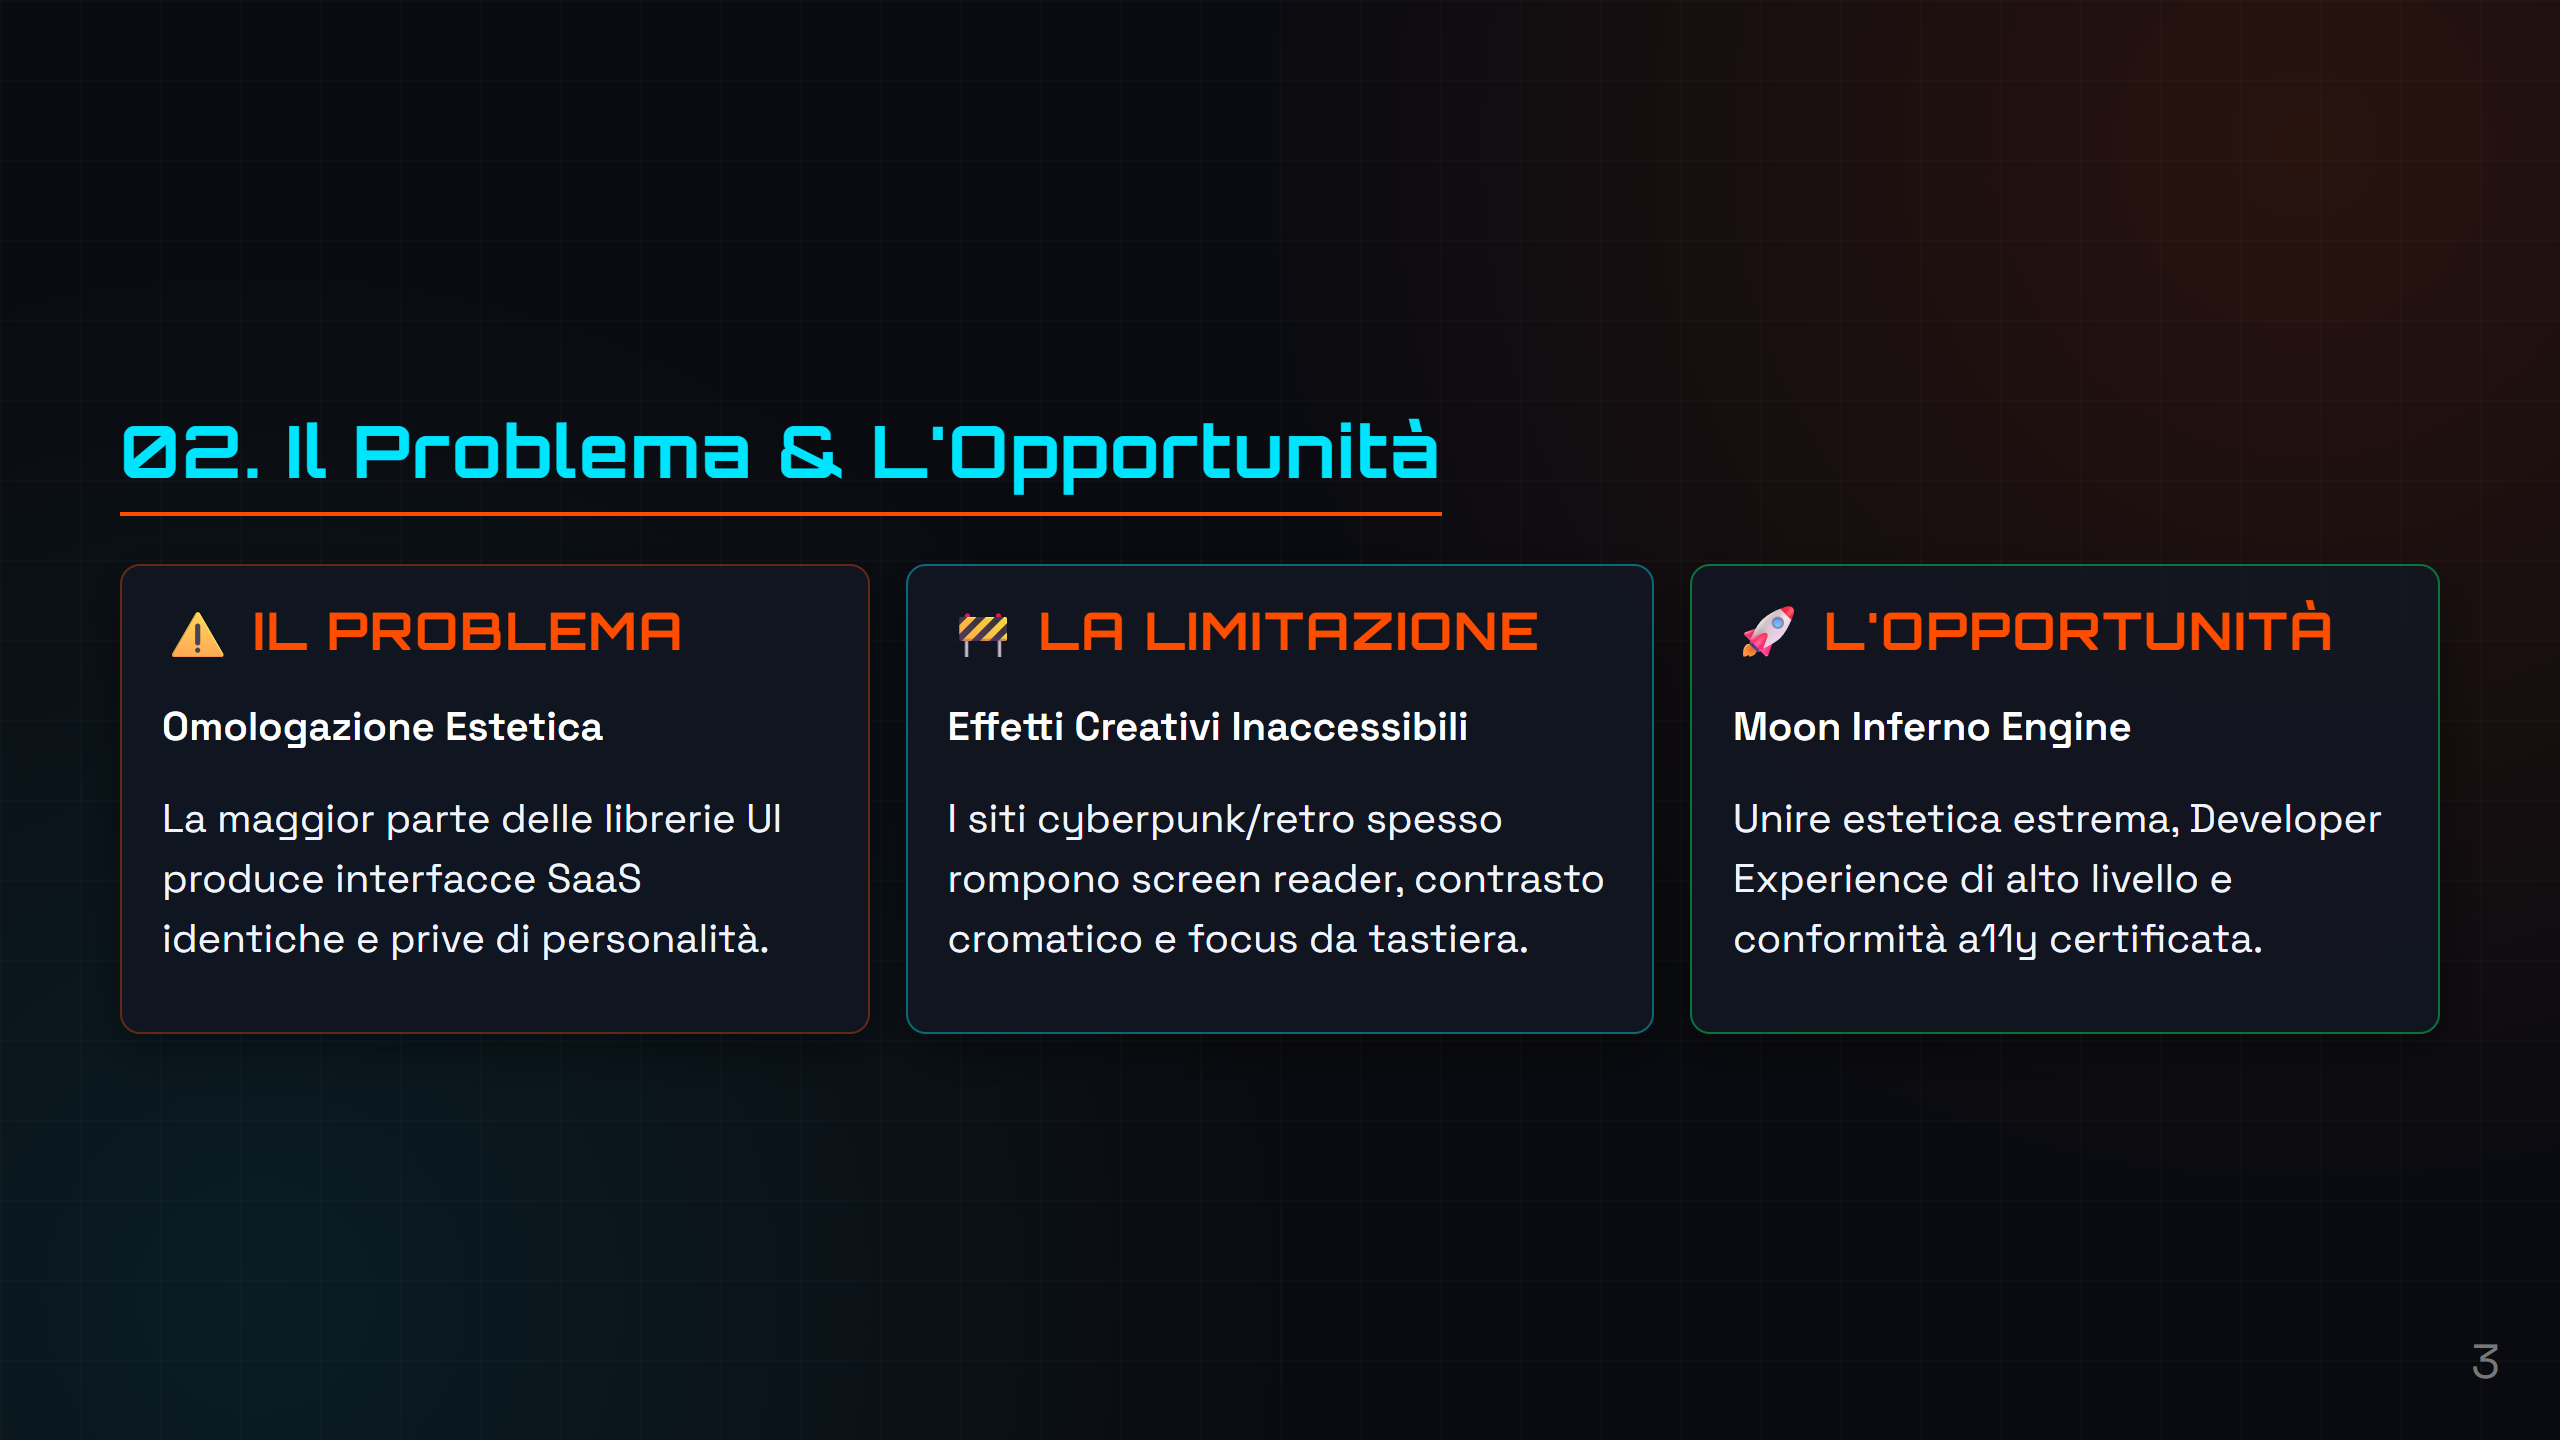 02. Il Problema & L'Opportunità
⚠️ IL PROBLEMA
Omologazione Estetica
La maggior parte delle librerie UI
produce interfacce SaaS
identiche e prive di personalità.
🚧 LA LIMITAZIONE
Effetti Creativi Inaccessibili
I siti cyberpunk/retro spesso
rompono screen reader, contrasto
cromatico e focus da tastiera.
🚀 L'OPPORTUNITÀ
Moon Inferno Engine
Unire estetica estrema, Developer
Experience di alto livello e
conformità a11y certificata.
3